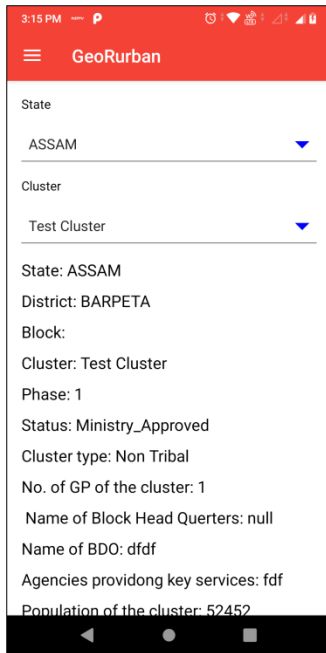 3:15 PM
GeoRurban
State
ASSAM
Cluster
Test Cluster
State: ASSAM
District: BARPETA
Block:
Cluster: Test Cluster
Phase: 1
Status: Ministry_Approved
Cluster type: Non Tribal
No. of GP of the cluster: 1
Name of Block Head Querters: null
Name of BDO: dfdf
Agencies providong key services: fdf
Population of the cluster: 52452